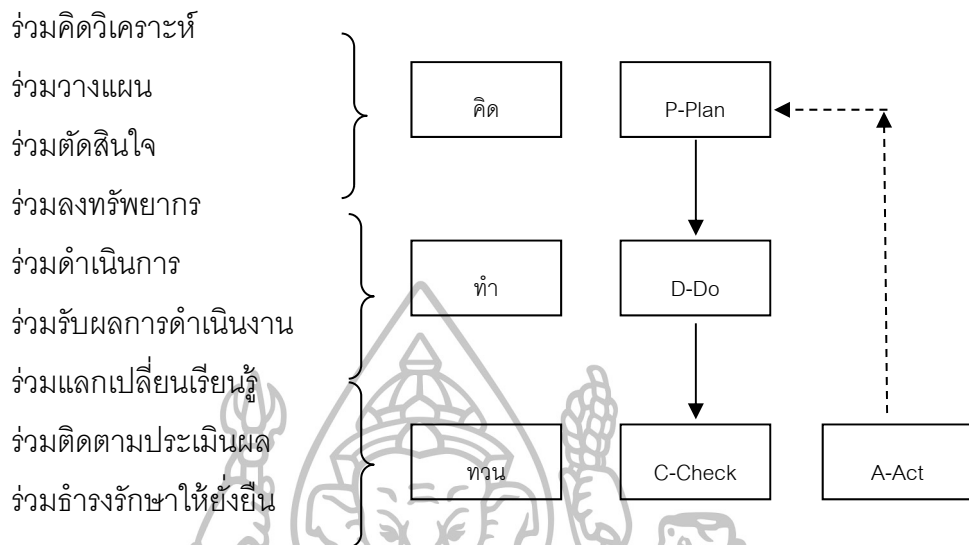 ร่วมคิดวิเคราะห์
ร่วมวางแผน
ร่วมตัดสินใจ
ร่วมลงทรัพยากร
ร่วมดำเนินการ
ร่วมรับผลการดำเนินงาน
ร่วมแลกเปลี่ยนเรียนรู้
ร่วมติดตามประเมินผล
ร่วมธำรงรักษาให้ยั่งยืน
คิด
P-Plan
ทำ
D-Do
ทวน
C-Check
A-Act